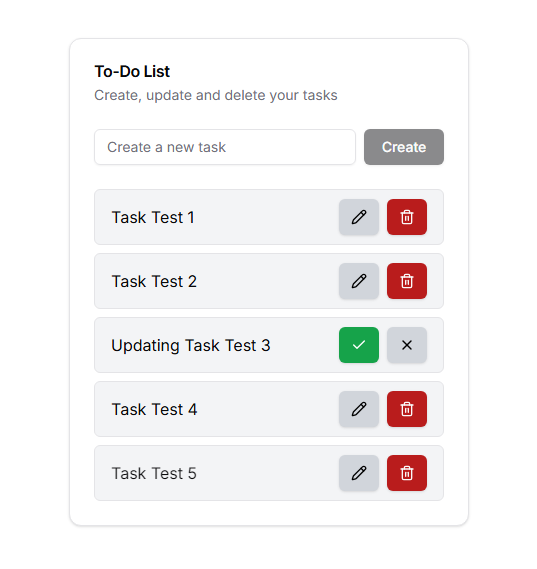 To-Do List
Create, update and delete your tasks
Create a new task
Create
Task Test 1
Task Test 2
Updating Task Test 3
Task Test 4
Task Test 5